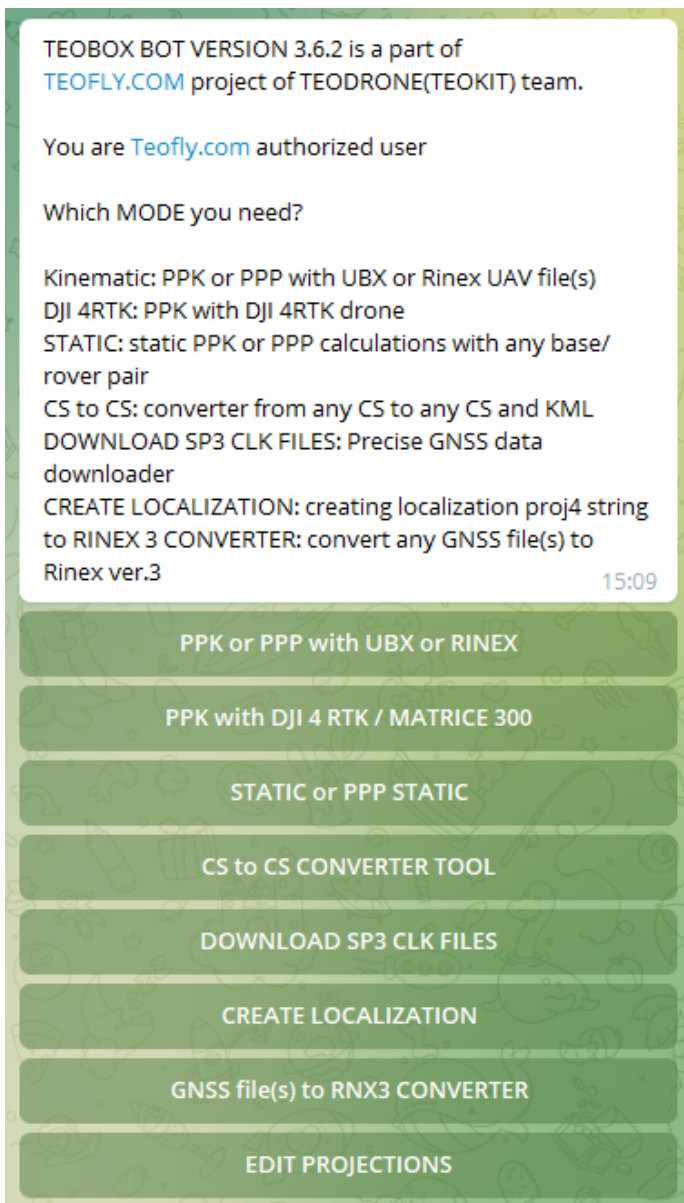 TEOBOX BOT VERSION 3.6.2 is a part of
TEOFLY.COM project of TEODRONE(TEOKIT) team.
You are Teofly.com authorized user
Which MODE you need?
Kinematic: PPK or PPP with UBX or Rinex UAV file(s)
DJI 4RTK: PPK with DJI 4RTK drone
STATIC: static PPK or PPP calculations with any base/
rover pair
CS to CS: converter from any CS to any CS and KML
DOWNLOAD SP3 CLK FILES: Precise GNSS data
downloader
CREATE LOCALIZATION: creating localization proj4 string
to RINEX 3 CONVERTER: convert any GNSS file(s) to
Rinex ver.3
15:09
PPK or PPP with UBX or RINEX
PPK with DJI 4 RTK / MATRICE 300
STATIC or PPP STATIC
CS to CS CONVERTER TOOL
DOWNLOAD SP3 CLK FILES
CREATE LOCALIZATION
GNSS file(s) to RNX3 CONVERTER
EDIT PROJECTIONS